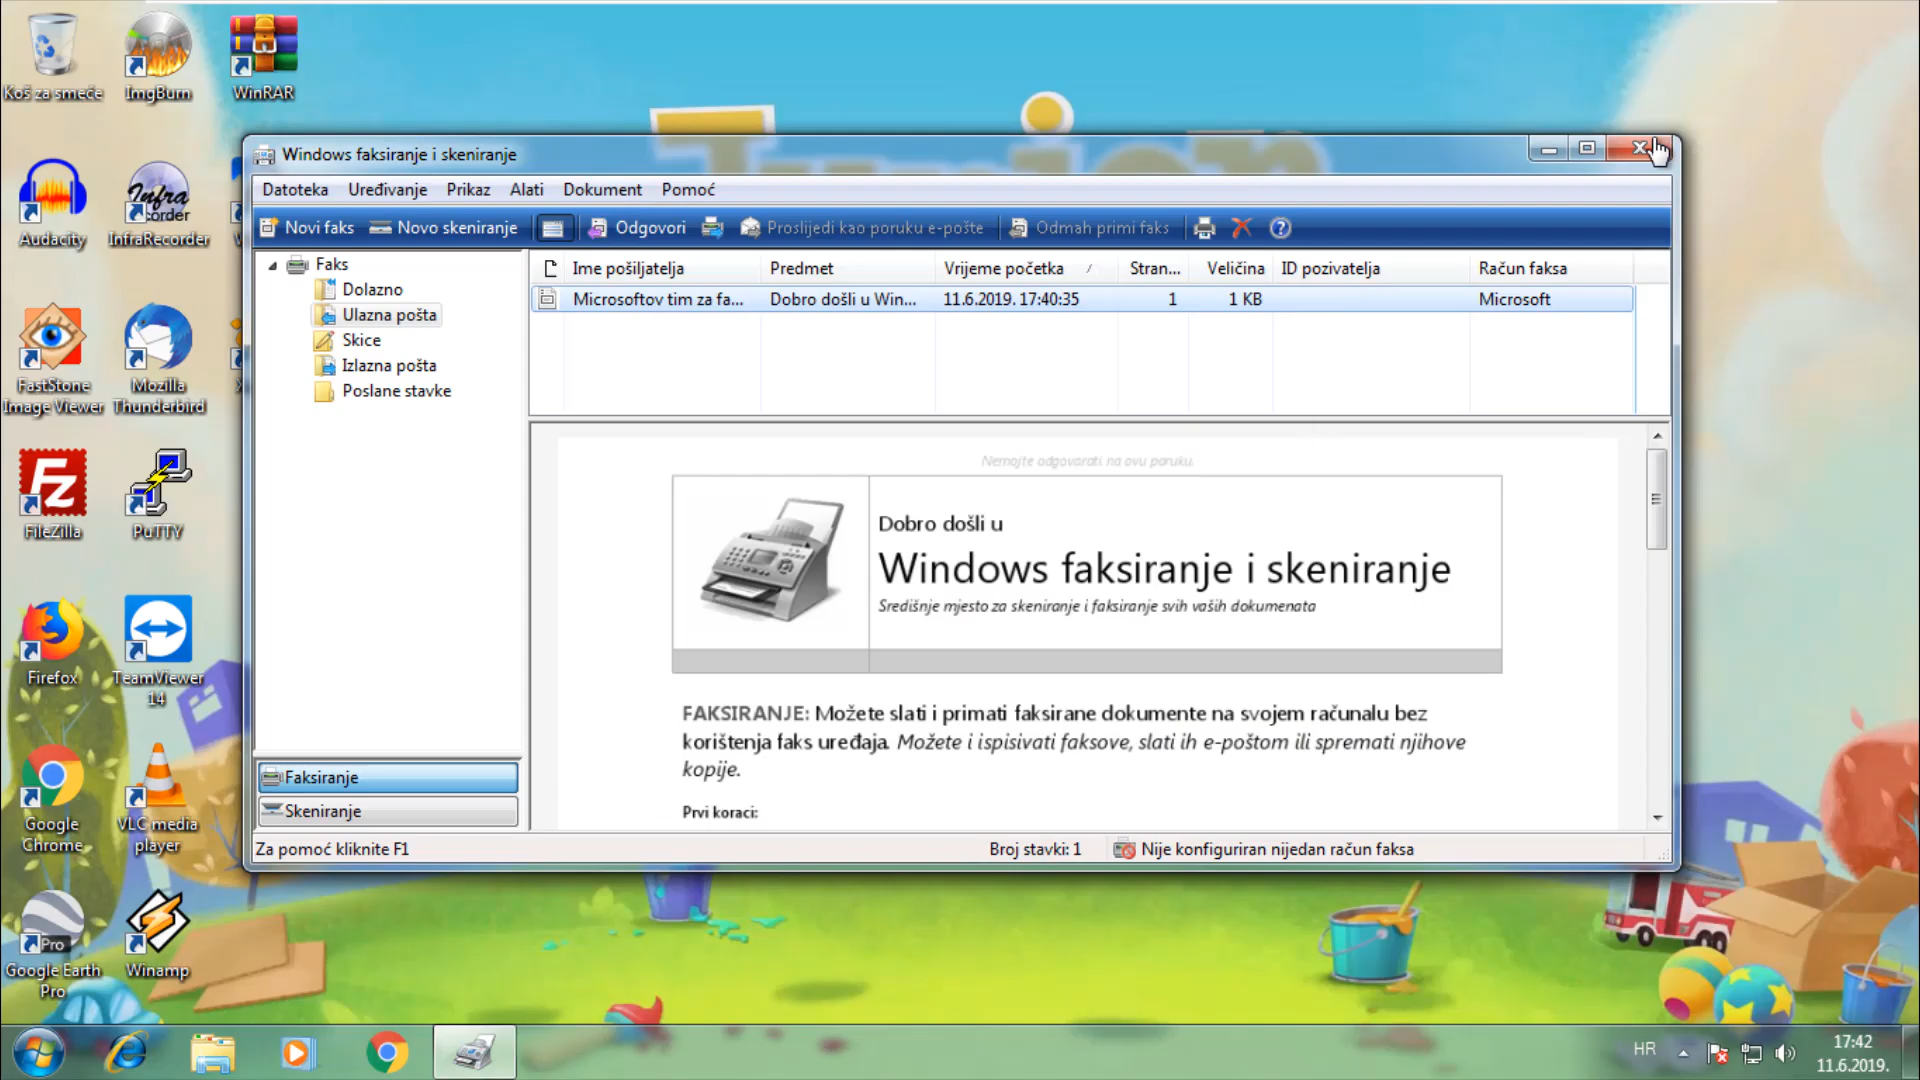 Koš za smeće
ImgBurn
WinRAR
Audacity
InfraRecorder
FastStone
Image Viewer
Mozilla
Thunderbird
FileZilla
PuTTY
Firefox
TeamViewer
14
Google
Chrome
VLC media
player
Google Earth
Pro
Winamp
Windows faksiranje i skeniranje
Datoteka Uređivanje Prikaz Alati Dokument Pomoć
Novi faks Novo skeniranje Odgovori Proslijedi kao poruku e-pošte Odmah primi faks
Faks
Dolazno
Ulazna pošta
Skice
Izlazna pošta
Poslane stavke
Ime pošiljatelja Predmet Vrijeme početka Stran... Veličina ID pozivatelja Račun faksa
Microsoftov tim za fa... Dobro došli u Win... 11.6.2019. 17:40:35 1 1 KB Microsoft
Nemojte odgovarati na ovu poruku.
Dobro došli u
Windows faksiranje i skeniranje
Središnje mjesto za skeniranje i faksiranje svih vaših dokumenata
FAKSIRANJE: Možete slati i primati faksirane dokumente na svojem računalu bez
korištenja faks uređaja. Možete i ispisivati faksove, slati ih e-poštom ili spremati njihove
kopije.
Prvi koraci:
Faksiranje
Skeniranje
Za pomoć kliknite F1
Broj stavki: 1
Nije konfiguriran nijedan račun faksa
HR
17:42
11.6.2019.